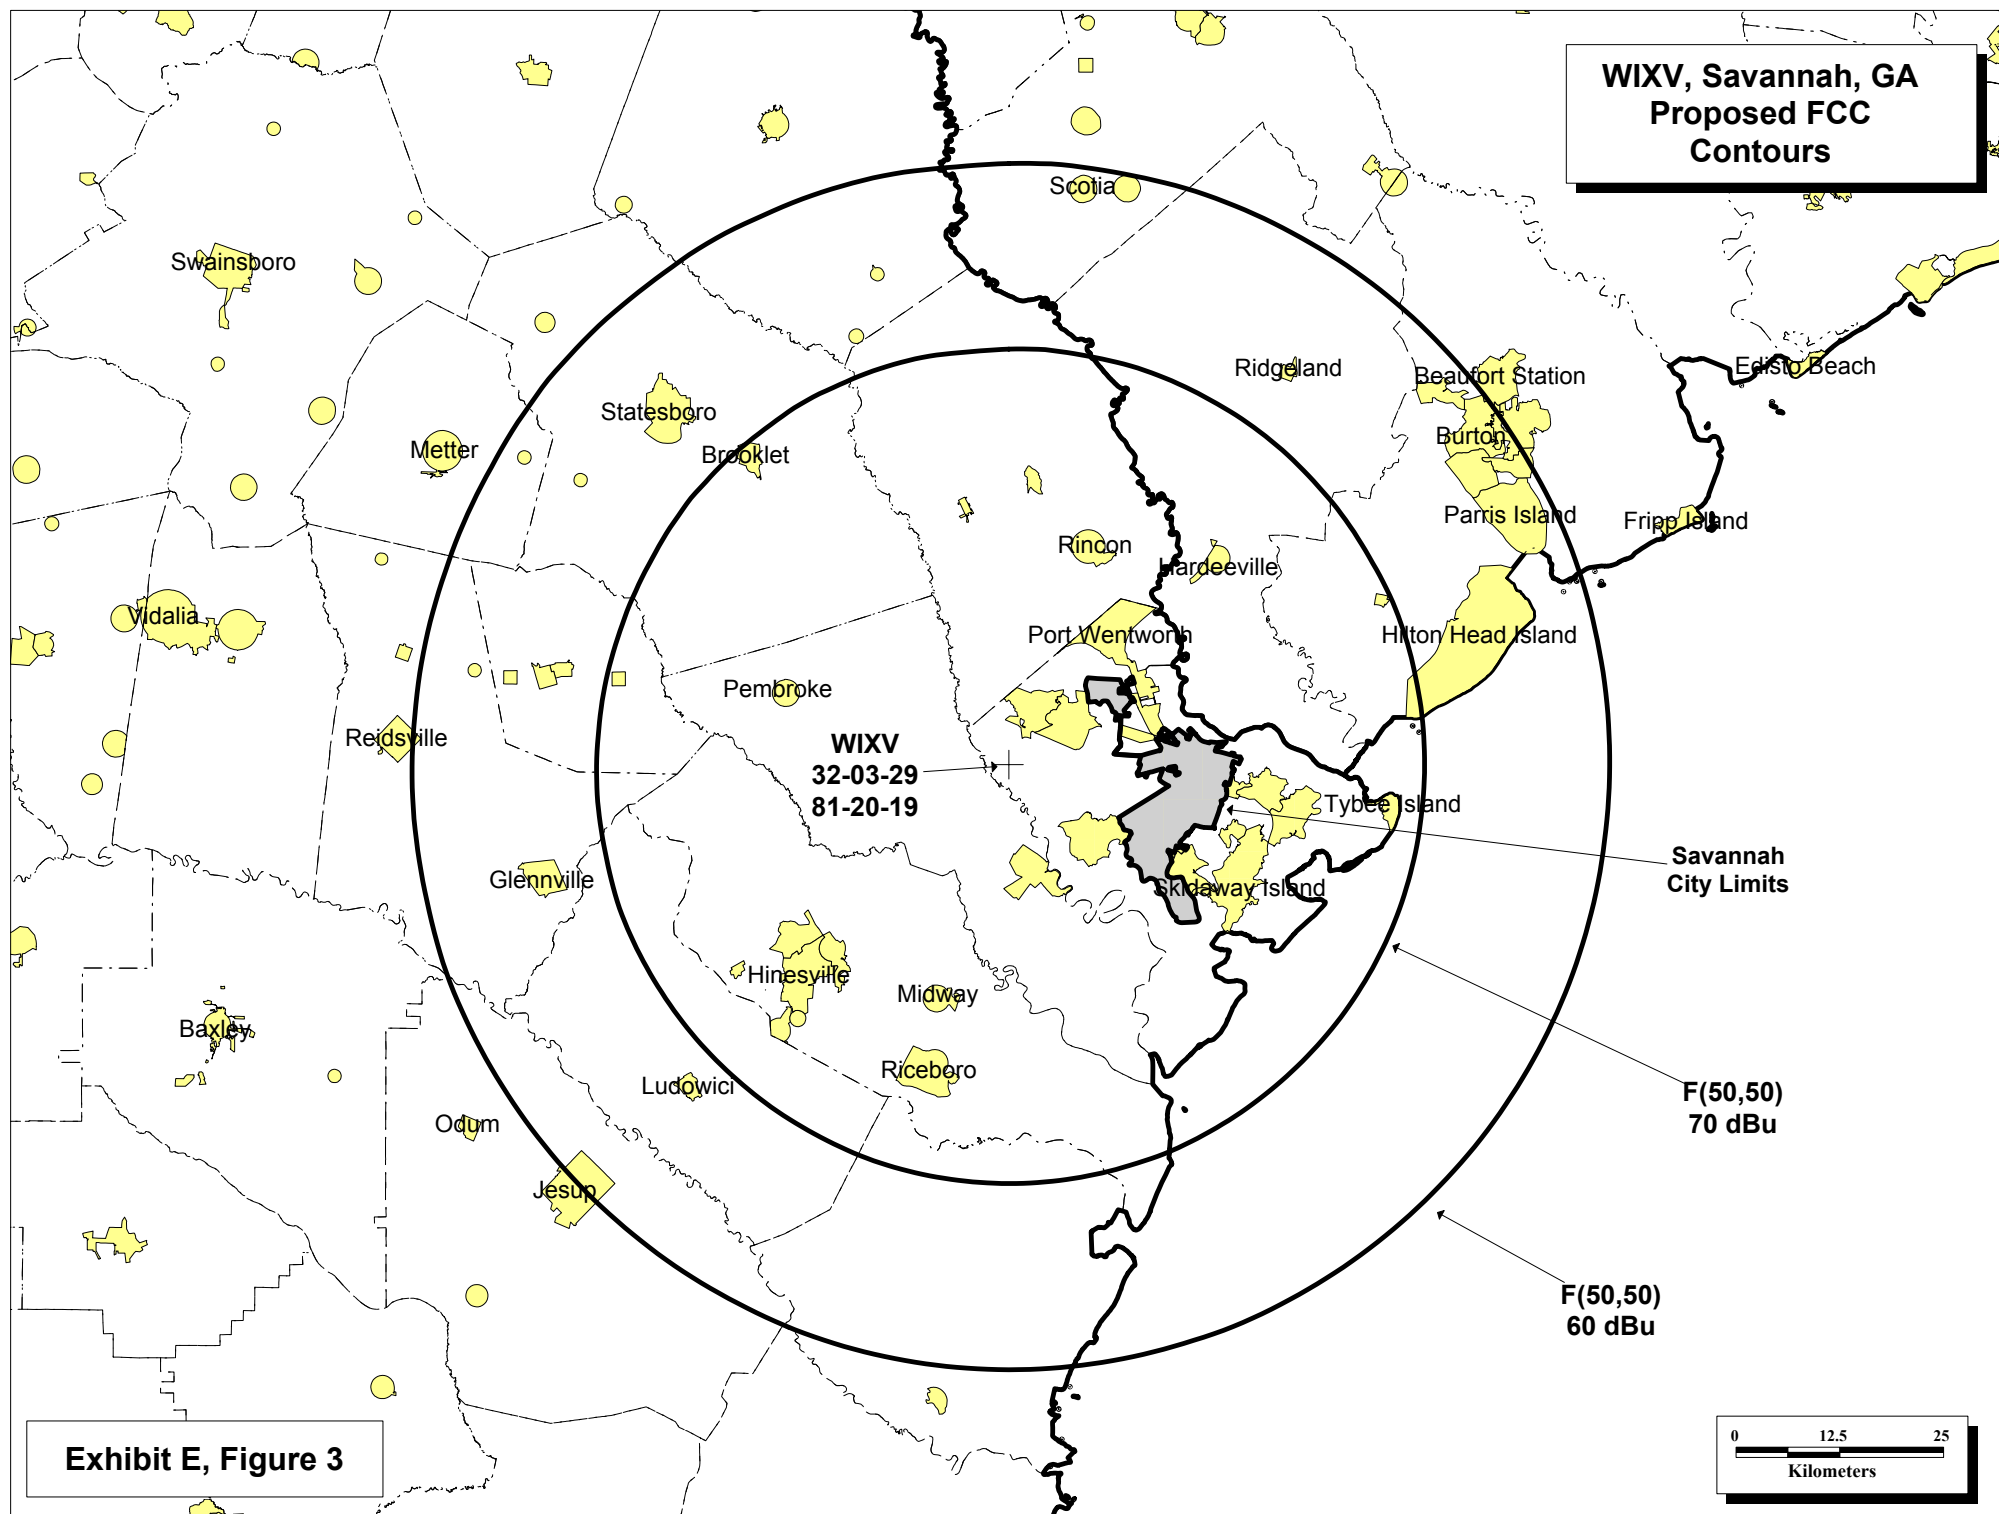 WIXV, Savannah, GA
Proposed FCC
Contours
Scotia
Swainsboro
Ridgeland
Edisto Beach
Beaufort Station
Statesboro
Burton
Metter
Brooklet
Parris Island
Fripp Island
Rincon
Hardeeville
Vidalia
Port Wentworth
Hilton Head Island
Pembroke
Reidsville
WIXV
32-03-29
81-20-19
Tybee Island
Savannah
City Limits
Glennville
Skidaway Island
Hinesville
Midway
Baxley
Riceboro
Ludowici
F(50,50)
70 dBu
Odum
Jesup
F(50,50)
60 dBu
Exhibit E, Figure 3
0 12.5 25
Kilometers